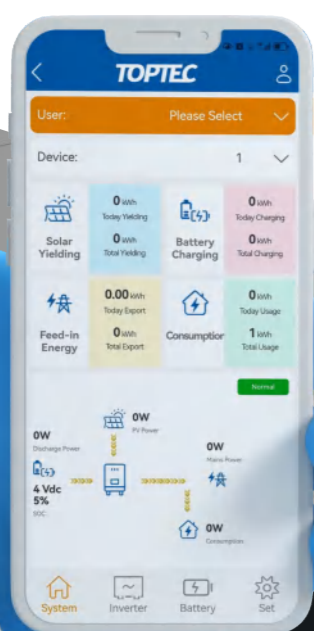 TOPTEC
User: Please Select
Device: 1
Solar Yielding
0 kWh
Today Yielding
0 kWh
Total Yielding
Battery Charging
0 kWh
Today Charging
0 kWh
Total Charging
Feed-in Energy
0.00 kWh
Today Export
0 kWh
Total Export
Consumption
0 kWh
Today Usage
1 kWh
Total Usage
Normal
0W
PV Power
0W
Discharge Power
0W
Mains Power
4 Vdc
5%
SOC
0W
Consumption
System
Inverter
Battery
Set